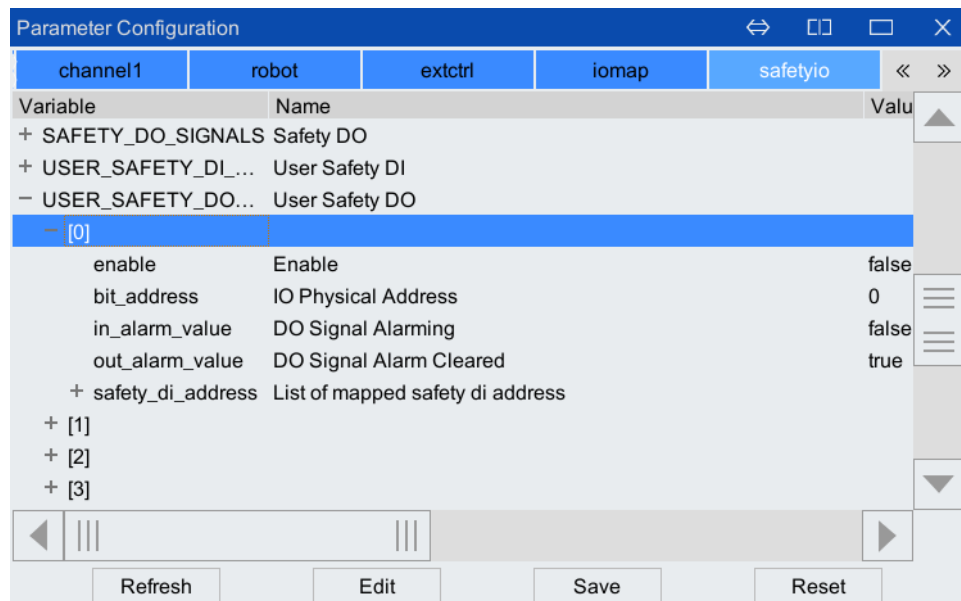 Parameter Configuration
channel1 robot extctrl iomap safetyio « »
Variable Name Valu
+ SAFETY_DO_SIGNALS Safety DO
+ USER_SAFETY_DI_... User Safety DI
− USER_SAFETY_DO... User Safety DO
− [0]
enable Enable false
bit_address IO Physical Address 0
in_alarm_value DO Signal Alarming false
out_alarm_value DO Signal Alarm Cleared true
+ safety_di_address List of mapped safety di address
+ [1]
+ [2]
+ [3]
Refresh Edit Save Reset